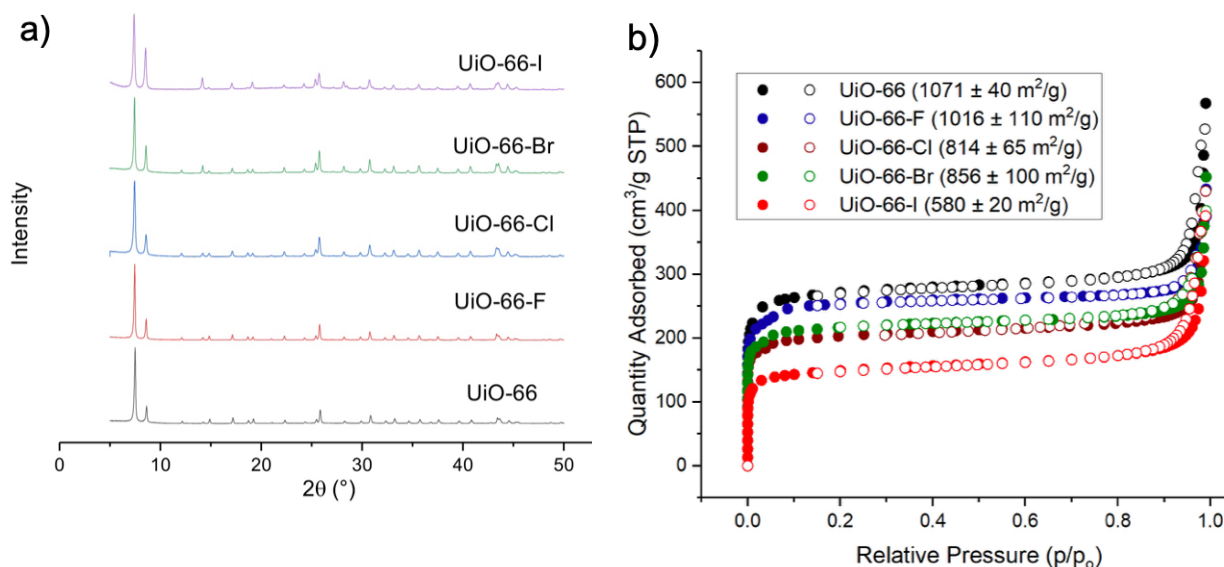 a)
UiO-66-I
UiO-66-Br
UiO-66-Cl
UiO-66-F
UiO-66
Intensity
0 10 20 30 40 50
2θ (°)
b)
600
500
400
300
200
100
0
Quantity Adsorbed (cm³/g STP)
UiO-66 (1071 ± 40 m²/g)
UiO-66-F (1016 ± 110 m²/g)
UiO-66-Cl (814 ± 65 m²/g)
UiO-66-Br (856 ± 100 m²/g)
UiO-66-I (580 ± 20 m²/g)
0.0 0.2 0.4 0.6 0.8 1.0
Relative Pressure (p/pₒ)